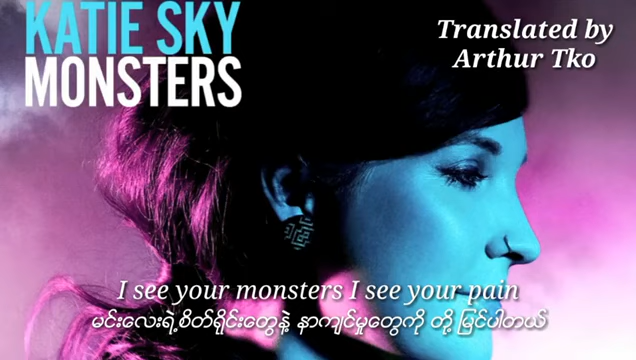 KATIE SKY
MONSTERS
Translated by
Arthur Tko
I see your monsters I see your pain
မင်းလေးရဲ့စိတ်ရိုင်းတွေနဲ့ နာကျင်မှုတွေကို တို့ မြင်ပါတယ်